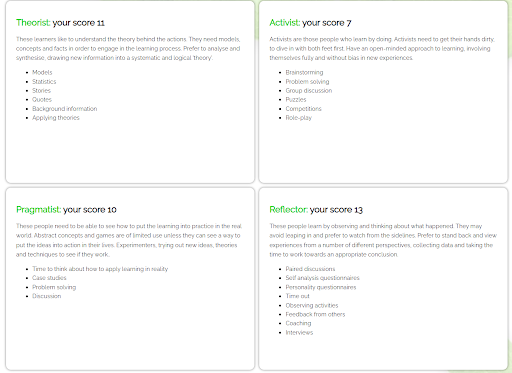 Theorist: your score 11
These learners like to understand the theory behind the actions. They need models,
concepts and facts in order to engage in the learning process. Prefer to analyse and
synthesise, drawing new information into a systematic and logical 'theory'.
Models
Statistics
Stories
Quotes
Background information
Applying theories
Activist: your score 7
Activists are those people who learn by doing. Activists need to get their hands dirty,
to dive in with both feet first. Have an open-minded approach to learning, involving
themselves fully and without bias in new experiences.
Brainstorming
Problem solving
Group discussion
Puzzles
Competitions
Role-play
Pragmatist: your score 10
These people need to be able to see how to put the learning into practice in the real
world. Abstract concepts and games are of limited use unless they can see a way to
put the ideas into action in their lives. Experimenters, trying out new ideas, theories
and techniques to see if they work.
Time to think about how to apply learning in reality
Case studies
Problem solving
Discussion
Reflector: your score 13
These people learn by observing and thinking about what happened. They may
avoid leaping in and prefer to watch from the sidelines. Prefer to stand back and view
experiences from a number of different perspectives, collecting data and taking the
time to work towards an appropriate conclusion.
Paired discussions
Self analysis questionnaires
Personality questionnaires
Time out
Observing activities
Feedback from others
Coaching
Interviews